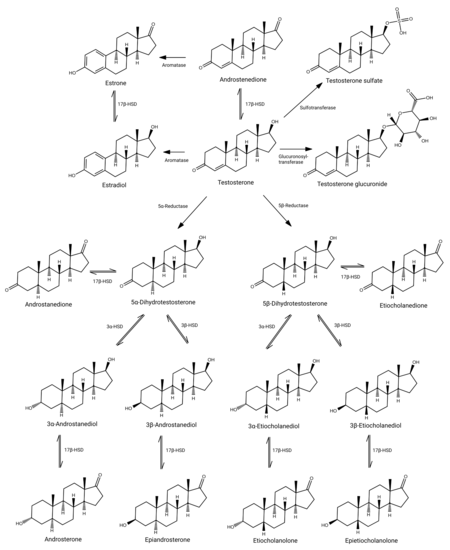 Estrone
Aromatase
Androstenedione
Testosterone sulfate
17β-HSD
17β-HSD
Sulfotransferase
Estradiol
Aromatase
Testosterone
Glucuronosyl-
transferase
Testosterone glucuronide
5α-Reductase
5β-Reductase
Androstanedione
17β-HSD
5α-Dihydrotestosterone
5β-Dihydrotestosterone
17β-HSD
Etiocholanedione
3α-HSD
3β-HSD
3α-HSD
3β-HSD
3α-Androstanediol
3β-Androstanediol
3α-Etiocholanediol
3β-Etiocholanediol
17β-HSD
17β-HSD
17β-HSD
17β-HSD
Androsterone
Epiandrosterone
Etiocholanolone
Epietiocholanolone